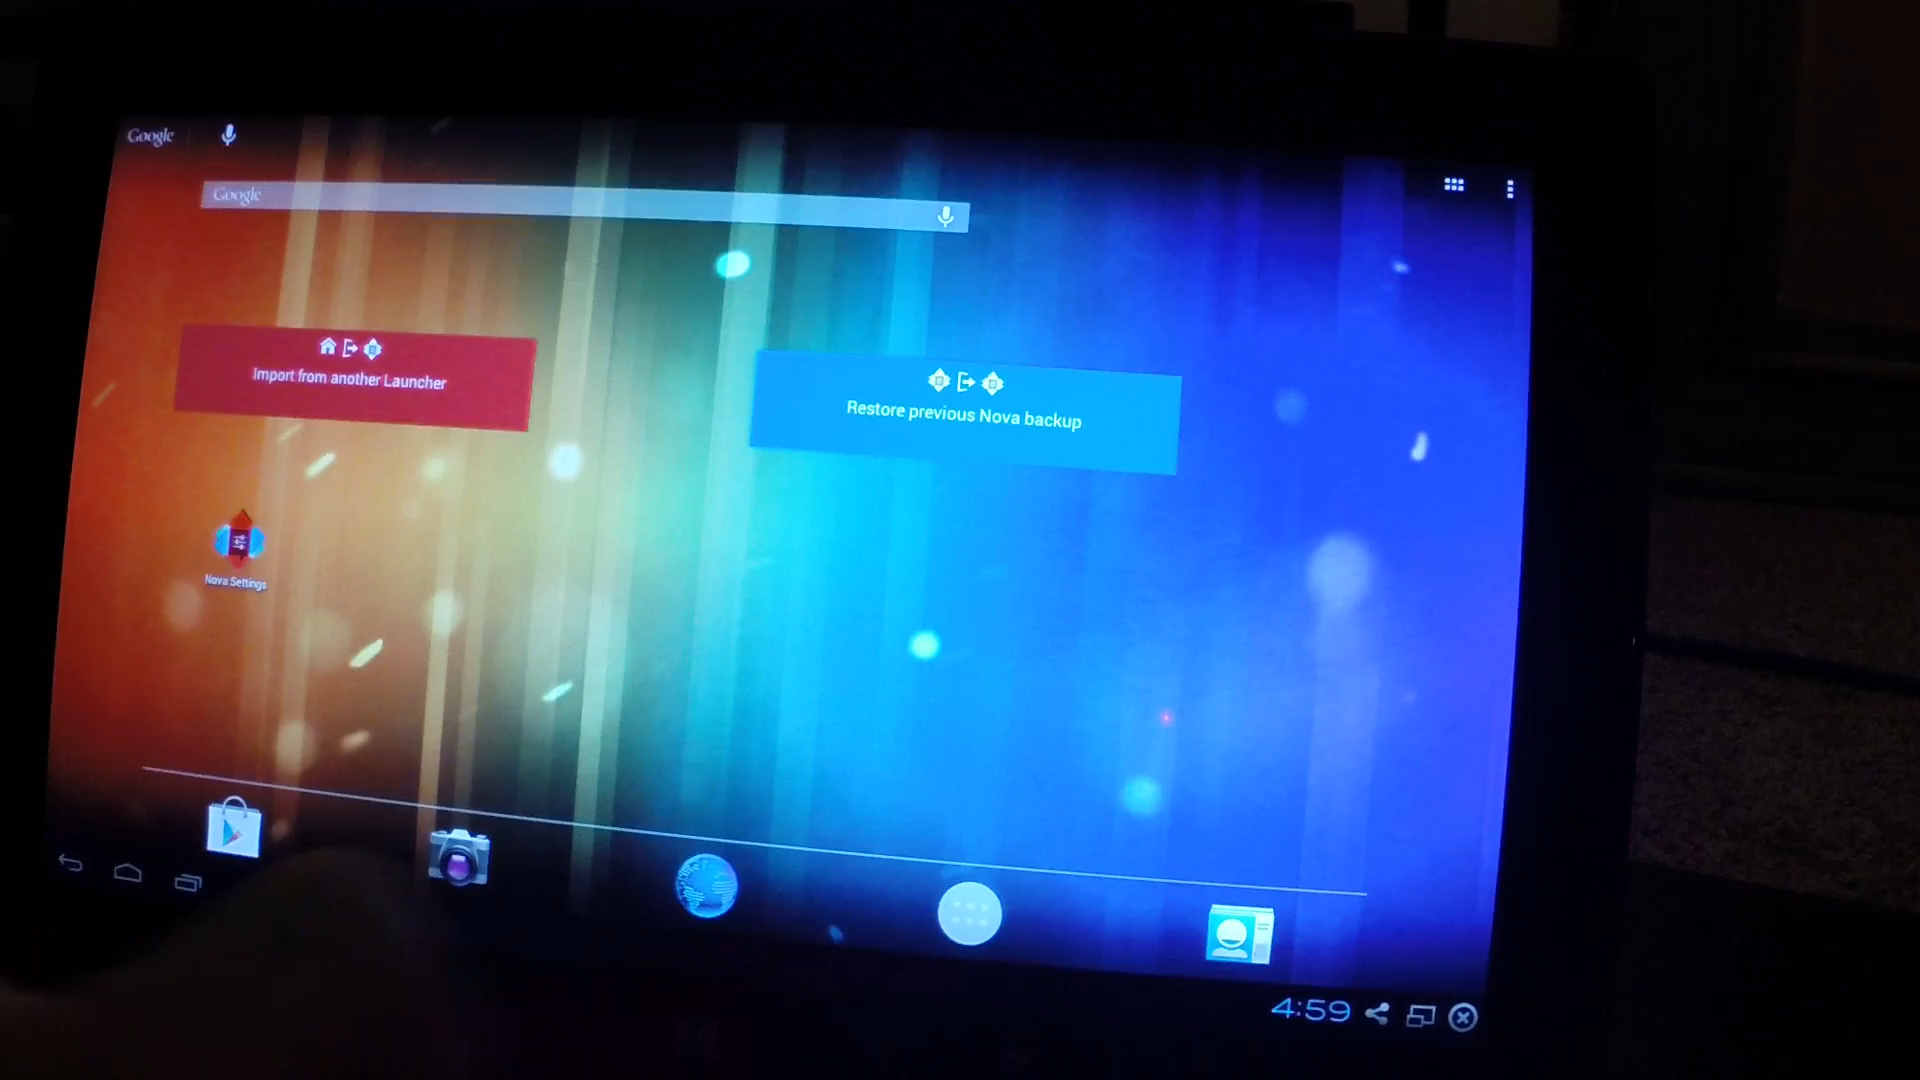 Google
Google
Import from another Launcher
Restore previous Nova backup
Nova Settings
4:59